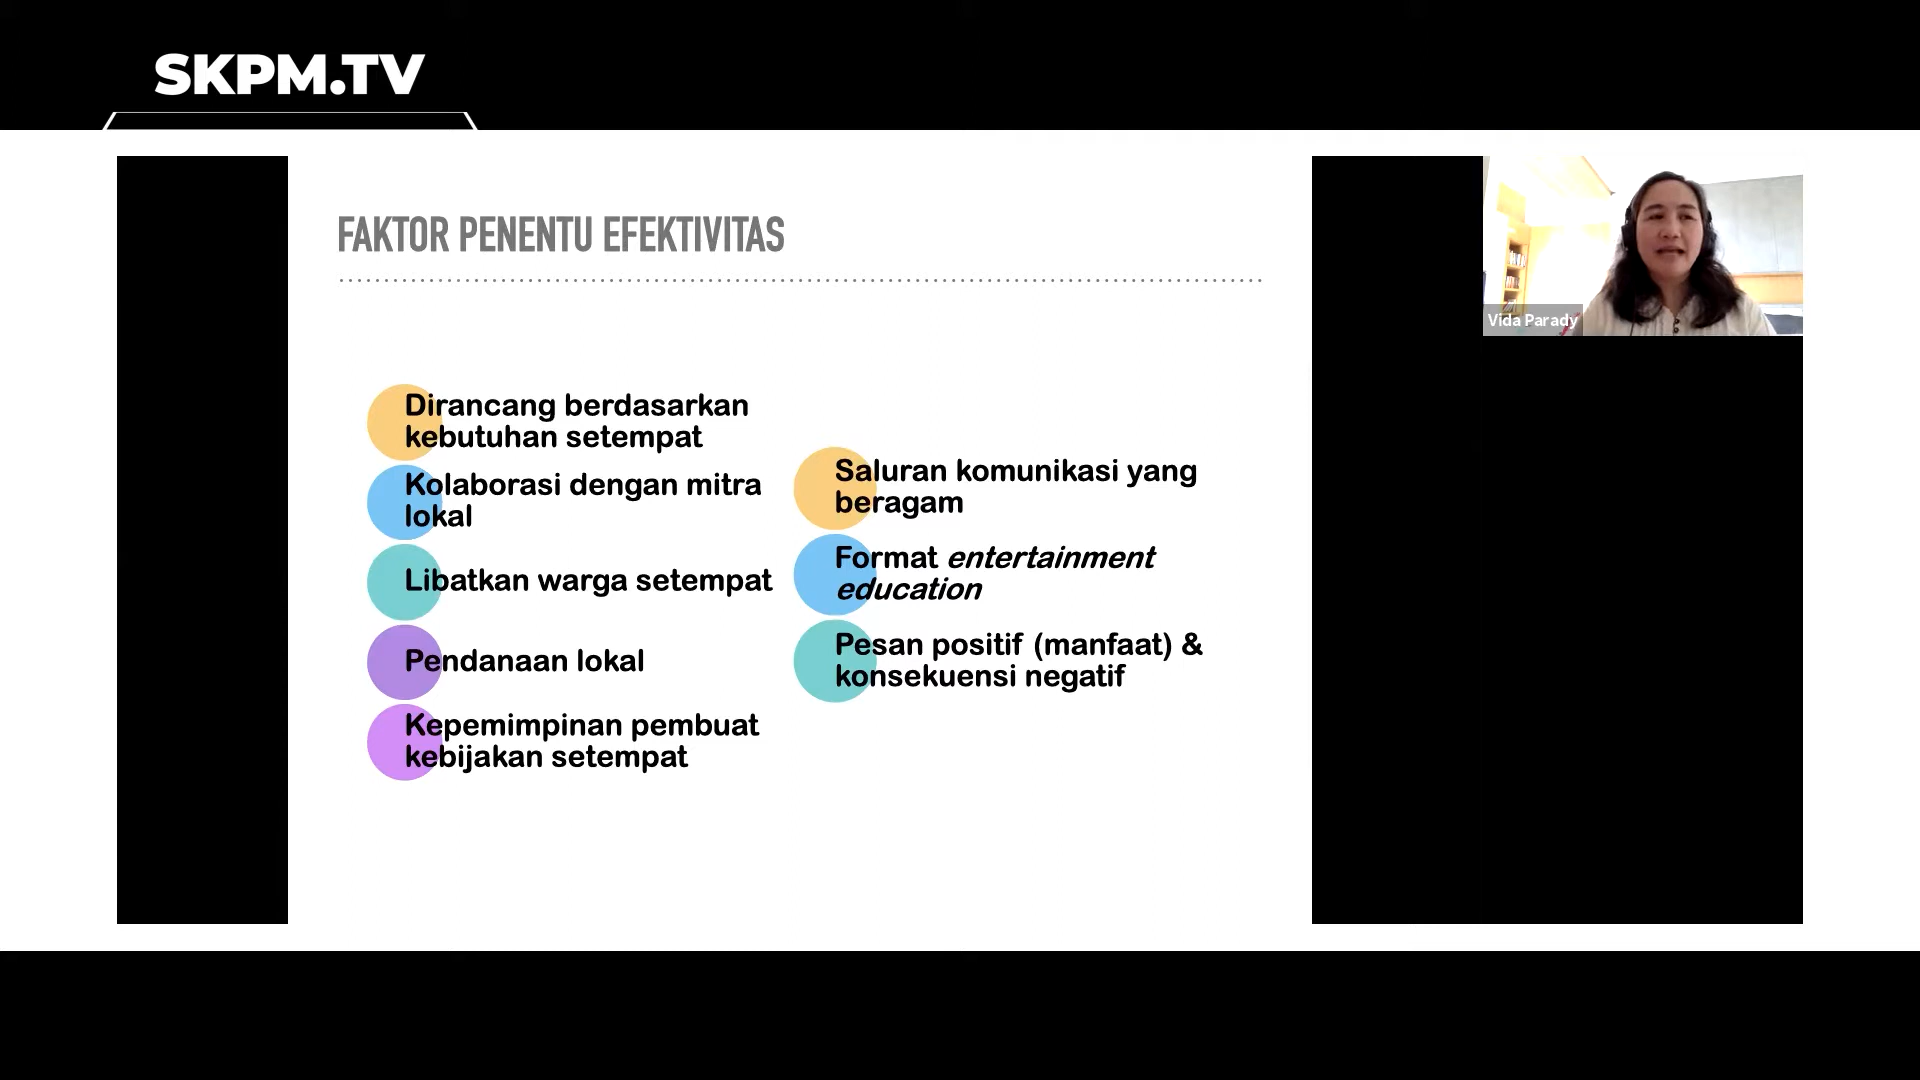 SKPM.TV
FAKTOR PENENTU EFEKTIVITAS
Dirancang berdasarkan
kebutuhan setempat
Kolaborasi dengan mitra
lokal
Libatkan warga setempat
Pendanaan lokal
Kepemimpinan pembuat
kebijakan setempat
Saluran komunikasi yang
beragam
Format entertainment
education
Pesan positif (manfaat) &
konsekuensi negatif
Vida Parady